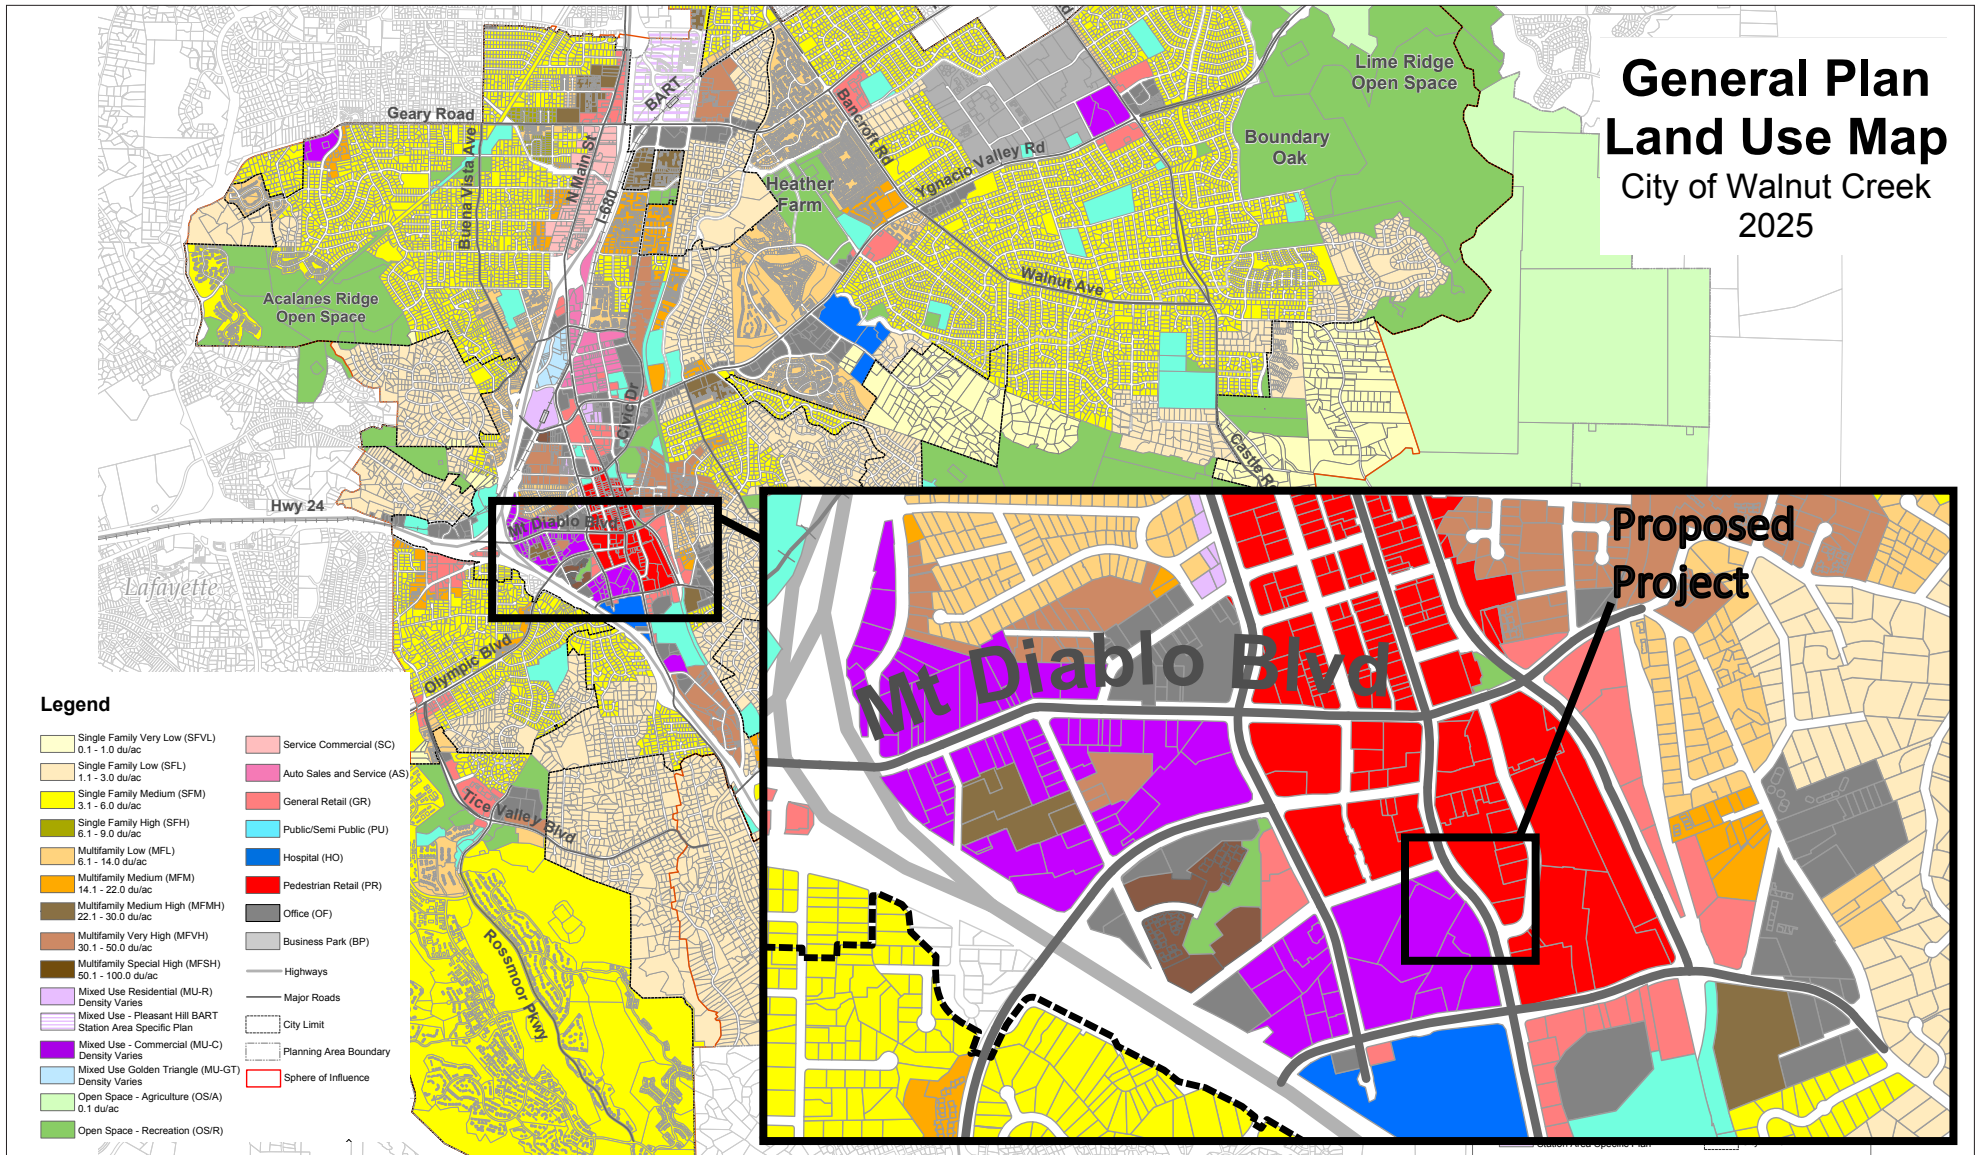 General Plan
Land Use Map
City of Walnut Creek
2025
Lime Ridge
Open Space
Boundary
Oak
BART
Geary Road
Bancroft Rd
Buena Vista Ave
N Main St
I-680
Ygnacio Valley Rd
Heather
Farm
Walnut Ave
Acalanes Ridge
Open Space
Civic Dr
Castle Rd
Hwy 24
Mt Diablo Blvd
Lafayette
Olympic Blvd
Tice Valley Blvd
Rossmoor Pkwy
Proposed
Project
Mt Diablo Blvd
Legend
Single Family Very Low (SFVL)
0.1 - 1.0 du/ac
Single Family Low (SFL)
1.1 - 3.0 du/ac
Single Family Medium (SFM)
3.1 - 6.0 du/ac
Single Family High (SFH)
6.1 - 9.0 du/ac
Multifamily Low (MFL)
6.1 - 14.0 du/ac
Multifamily Medium (MFM)
14.1 - 22.0 du/ac
Multifamily Medium High (MFMH)
22.1 - 30.0 du/ac
Multifamily Very High (MFVH)
30.1 - 50.0 du/ac
Multifamily Special High (MFSH)
50.1 - 100.0 du/ac
Mixed Use Residential (MU-R)
Density Varies
Mixed Use - Pleasant Hill BART
Station Area Specific Plan
Mixed Use - Commercial (MU-C)
Density Varies
Mixed Use Golden Triangle (MU-GT)
Density Varies
Open Space - Agriculture (OS/A)
0.1 du/ac
Open Space - Recreation (OS/R)
Service Commercial (SC)
Auto Sales and Service (AS)
General Retail (GR)
Public/Semi Public (PU)
Hospital (HO)
Pedestrian Retail (PR)
Office (OF)
Business Park (BP)
Highways
Major Roads
City Limit
Planning Area Boundary
Sphere of Influence
Station Area Specific Plan